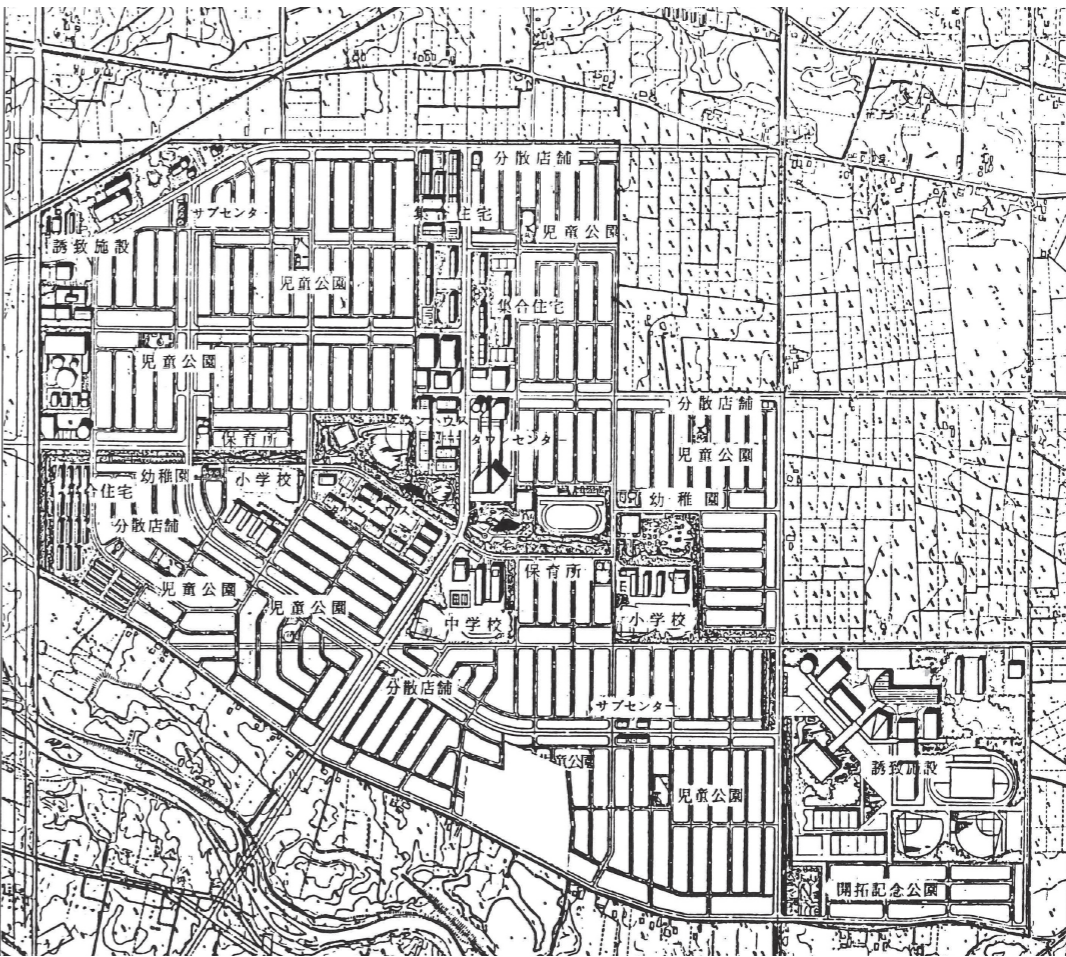 分散店舗
サブセンター
集合住宅
児童公園
誘致施設
児童公園
集合住宅
児童公園
分散店舗
保育所
タウンセンター
児童公園
幼稚園
小学校
集合住宅
幼稚園
分散店舗
保育所
児童公園
児童公園
中学校
小学校
分散店舗
サブセンター
児童公園
誘致施設
児童公園
開拓記念公園